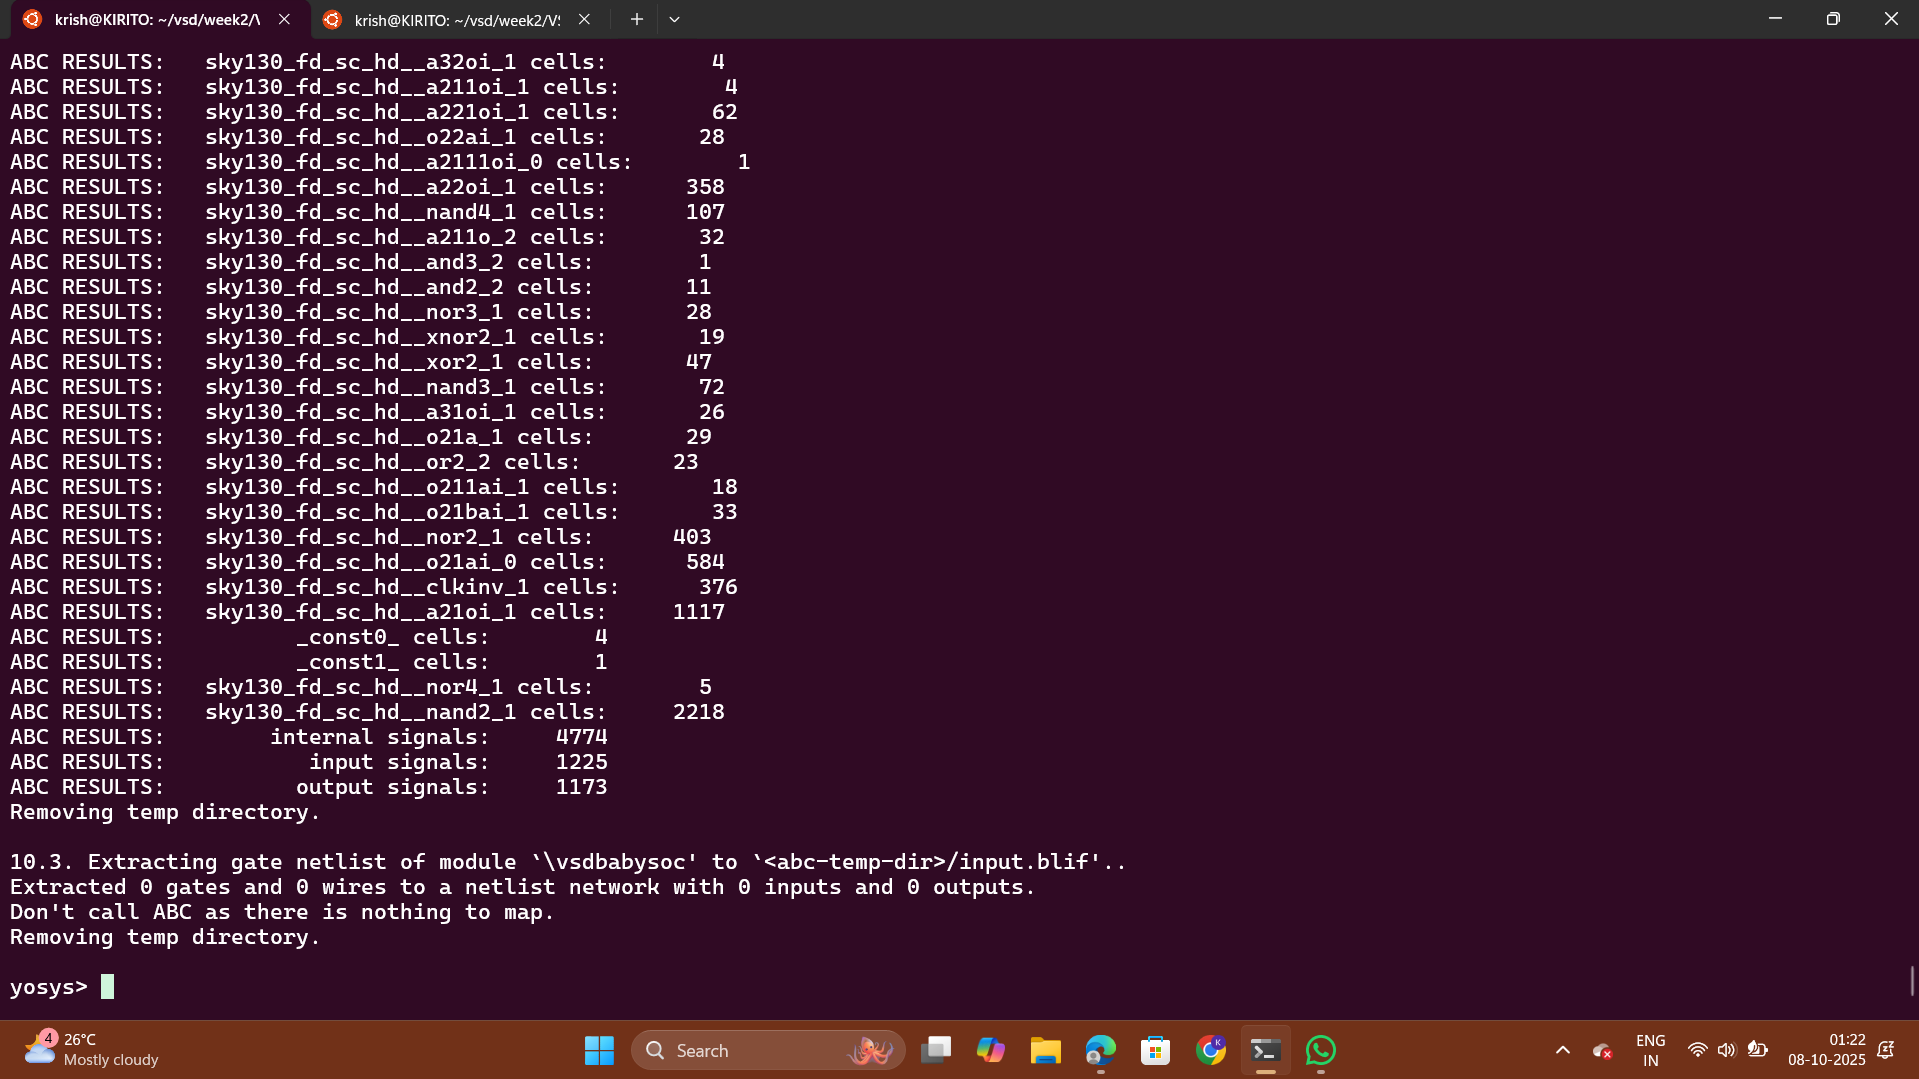 krish@KIRITO: ~/vsd/week2/V
krish@KIRITO: ~/vsd/week2/VS
ABC RESULTS:   sky130_fd_sc_hd__a32oi_1 cells:        4
ABC RESULTS:   sky130_fd_sc_hd__a211oi_1 cells:        4
ABC RESULTS:   sky130_fd_sc_hd__a221oi_1 cells:       62
ABC RESULTS:   sky130_fd_sc_hd__o22ai_1 cells:       28
ABC RESULTS:   sky130_fd_sc_hd__a2111oi_0 cells:        1
ABC RESULTS:   sky130_fd_sc_hd__a22oi_1 cells:      358
ABC RESULTS:   sky130_fd_sc_hd__nand4_1 cells:      107
ABC RESULTS:   sky130_fd_sc_hd__a211o_2 cells:       32
ABC RESULTS:   sky130_fd_sc_hd__and3_2 cells:        1
ABC RESULTS:   sky130_fd_sc_hd__and2_2 cells:       11
ABC RESULTS:   sky130_fd_sc_hd__nor3_1 cells:       28
ABC RESULTS:   sky130_fd_sc_hd__xnor2_1 cells:       19
ABC RESULTS:   sky130_fd_sc_hd__xor2_1 cells:       47
ABC RESULTS:   sky130_fd_sc_hd__nand3_1 cells:       72
ABC RESULTS:   sky130_fd_sc_hd__a31oi_1 cells:       26
ABC RESULTS:   sky130_fd_sc_hd__o21a_1 cells:       29
ABC RESULTS:   sky130_fd_sc_hd__or2_2 cells:       23
ABC RESULTS:   sky130_fd_sc_hd__o211ai_1 cells:       18
ABC RESULTS:   sky130_fd_sc_hd__o21bai_1 cells:       33
ABC RESULTS:   sky130_fd_sc_hd__nor2_1 cells:      403
ABC RESULTS:   sky130_fd_sc_hd__o21ai_0 cells:      584
ABC RESULTS:   sky130_fd_sc_hd__clkinv_1 cells:      376
ABC RESULTS:   sky130_fd_sc_hd__a21oi_1 cells:     1117
ABC RESULTS:          _const0_ cells:        4
ABC RESULTS:          _const1_ cells:        1
ABC RESULTS:   sky130_fd_sc_hd__nor4_1 cells:        5
ABC RESULTS:   sky130_fd_sc_hd__nand2_1 cells:     2218
ABC RESULTS:        internal signals:     4774
ABC RESULTS:           input signals:     1225
ABC RESULTS:          output signals:     1173
Removing temp directory.
10.3. Extracting gate netlist of module `\vsdbabysoc' to `<abc-temp-dir>/input.blif'..
Extracted 0 gates and 0 wires to a netlist network with 0 inputs and 0 outputs.
Don't call ABC as there is nothing to map.
Removing temp directory.
yosys>
4
26°C
Mostly cloudy
Search
K
ENG
IN
01:22
08-10-2025